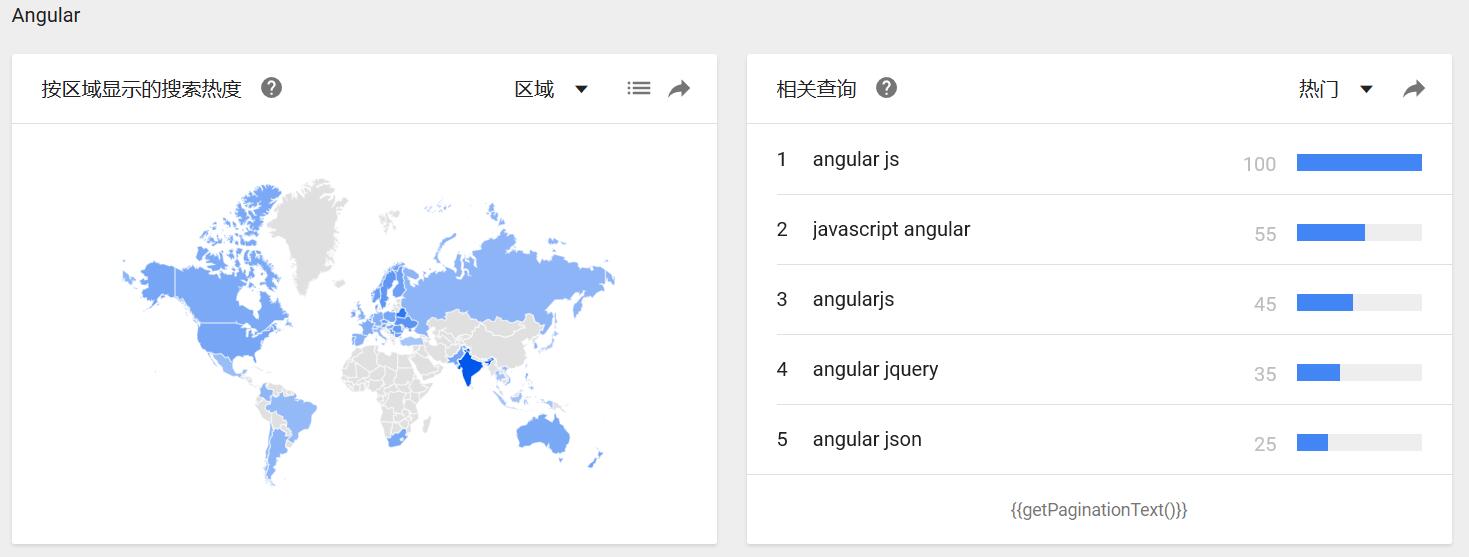 Angular
按区域显示的搜索热度
区域
相关查询
热门
1 angular js 100
2 javascript angular 55
3 angularjs 45
4 angular jquery 35
5 angular json 25
{{getPaginationText()}}